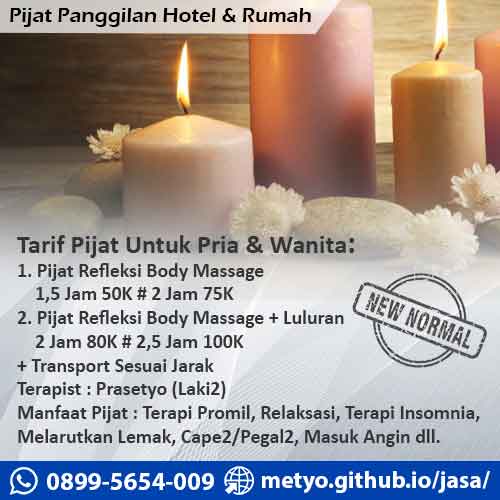 Pijat Panggilan Hotel & Rumah
Tarif Pijat Untuk Pria & Wanita:
1. Pijat Refleksi Body Massage
1,5 Jam 50K # 2 Jam 75K
2. Pijat Refleksi Body Massage + Luluran
2 Jam 80K # 2,5 Jam 100K
+ Transport Sesuai Jarak
Terapist : Prasetyo (Laki2)
Manfaat Pijat : Terapi Promil, Relaksasi, Terapi Insomnia,
Melarutkan Lemak, Cape2/Pegal2, Masuk Angin dll.
NEW NORMAL
0899-5654-009 metyo.github.io/jasa/